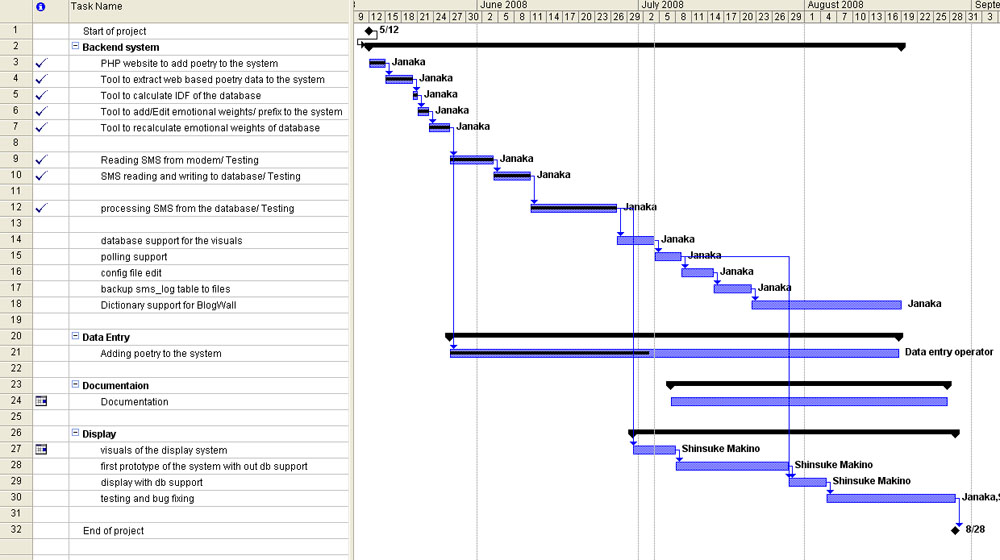 Task Name
8 June 2008 July 2008 August 2008 Septe
9 12 15 18 21 24 27 30 2 5 8 11 14 17 20 23 26 29 2 5 8 11 14 17 20 23 26 29 1 4 7 10 13 16 19 22 25 28 31 3
1 Start of project 5/12
2 Backend system
3 PHP website to add poetry to the system Janaka
4 Tool to extract web based poetry data to the system Janaka
5 Tool to calculate IDF of the database Janaka
6 Tool to add/Edit emotional weights/ prefix to the system Janaka
7 Tool to recalculate emotional weights of database Janaka
8
9 Reading SMS from modem/ Testing Janaka
10 SMS reading and writing to database/ Testing Janaka
11
12 processing SMS from the database/ Testing Janaka
13
14 database support for the visuals Janaka
15 polling support Janaka
16 config file edit Janaka
17 backup sms_log table to files Janaka
18 Dictionary support for BlogWall Janaka
19
20 Data Entry
21 Adding poetry to the system Data entry operator
22
23 Documentaion
24 Documentation
25
26 Display
27 visuals of the display system Shinsuke Makino
28 first prototype of the system with out db support Shinsuke Makino
29 display with db support Shinsuke Makino
30 testing and bug fixing Janaka,S
31
32 End of project 8/28